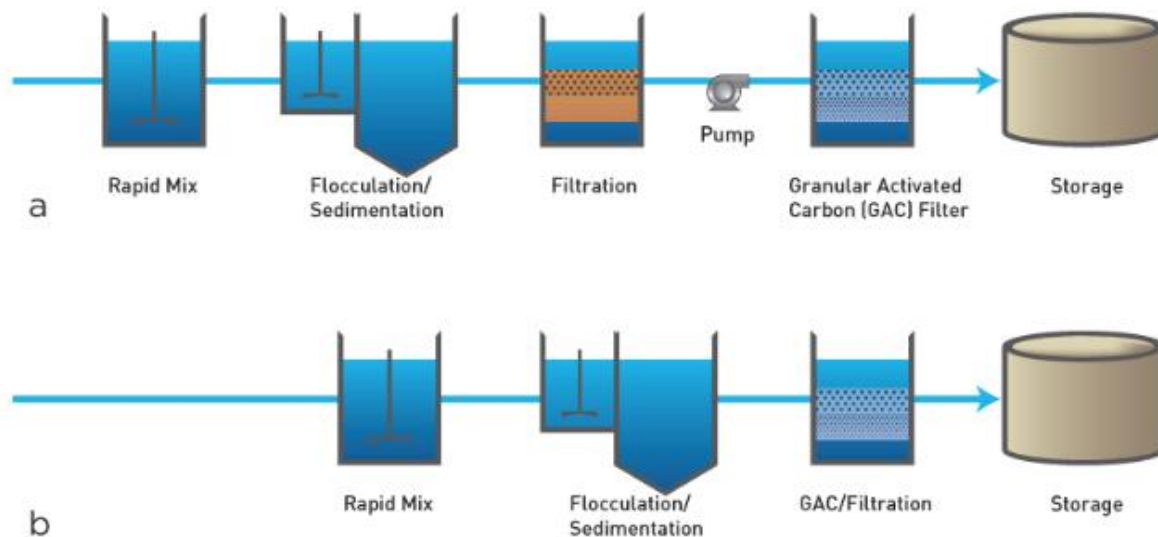 Pump
Rapid Mix
Flocculation/
Sedimentation
Filtration
Granular Activated
Carbon (GAC) Filter
Storage
a
Rapid Mix
Flocculation/
Sedimentation
GAC/Filtration
Storage
b